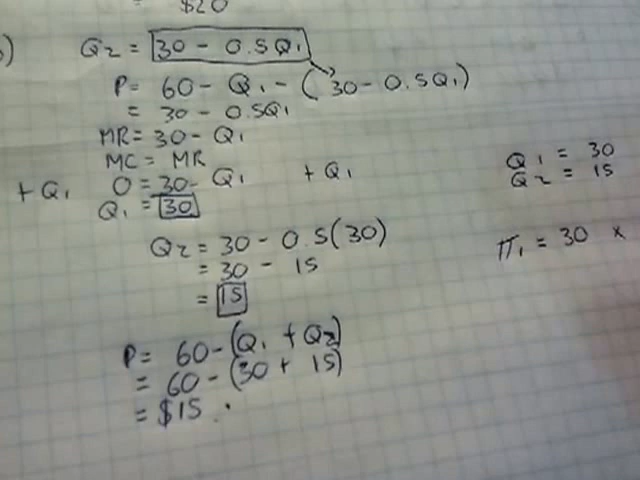 = $20
) Q2 = 30 - 0.5Q1
P = 60 - Q1 - (30 - 0.5Q1)
= 30 - 0.5Q1
MR = 30 - Q1
MC = MR
+ Q1 0 = 30 - Q1 + Q1
Q1 = 30
Q2 = 30 - 0.5(30)
= 30 - 15
= 15
P = 60 - (Q1 + Q2)
= 60 - (30 + 15)
= $15.
Q1 = 30
Q2 = 15
π1 = 30 x